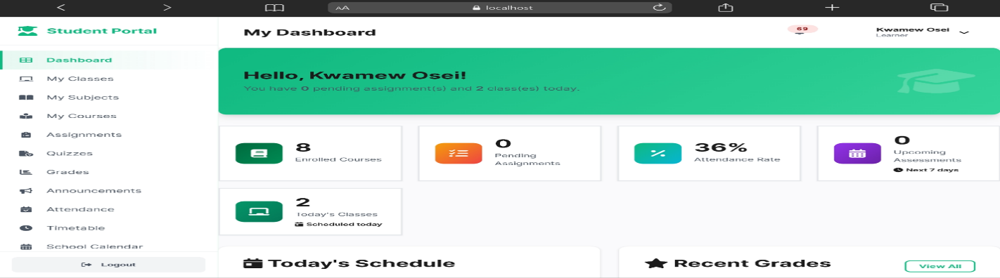 AA localhost
Student Portal
Dashboard
My Classes
My Subjects
My Courses
Assignments
Quizzes
Grades
Announcements
Attendance
Timetable
School Calendar
Logout
My Dashboard
69
Kwamew Osei
Learner
Hello, Kwamew Osei!
You have 0 pending assignment(s) and 2 class(es) today.
8
Enrolled Courses
0
Pending
Assignments
36%
Attendance Rate
0
Upcoming
Assessments
Next 7 days
2
Today's Classes
Scheduled today
Today's Schedule
Recent Grades
View All